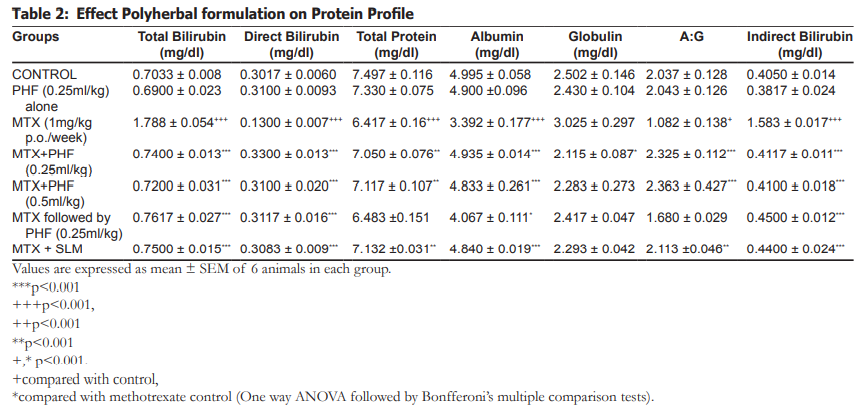 Table 2: Effect Polyherbal formulation on Protein Profile
Groups Total Bilirubin (mg/dl) Direct Bilirubin (mg/dl) Total Protein (mg/dl) Albumin (mg/dl) Globulin (mg/dl) A:G Indirect Bilirubin (mg/dl)
CONTROL 0.7033 ± 0.008 0.3017 ± 0.0060 7.497 ± 0.116 4.995 ± 0.058 2.502 ± 0.146 2.037 ± 0.128 0.4050 ± 0.014
PHF (0.25ml/kg) alone 0.6900 ± 0.023 0.3100 ± 0.0093 7.330 ± 0.075 4.900 ±0.096 2.430 ± 0.104 2.043 ± 0.126 0.3817 ± 0.024
MTX (1mg/kg p.o./week) 1.788 ± 0.054+++ 0.1300 ± 0.007+++ 6.417 ± 0.16+++ 3.392 ± 0.177+++ 3.025 ± 0.297 1.082 ± 0.138+ 1.583 ± 0.017+++
MTX+PHF (0.25ml/kg) 0.7400 ± 0.013*** 0.3300 ± 0.013*** 7.050 ± 0.076** 4.935 ± 0.014*** 2.115 ± 0.087* 2.325 ± 0.112*** 0.4117 ± 0.011***
MTX+PHF (0.5ml/kg) 0.7200 ± 0.031*** 0.3100 ± 0.020*** 7.117 ± 0.107** 4.833 ± 0.261*** 2.283 ± 0.273 2.363 ± 0.427*** 0.4100 ± 0.018***
MTX followed by PHF (0.25ml/kg) 0.7617 ± 0.027*** 0.3117 ± 0.016*** 6.483 ±0.151 4.067 ± 0.111* 2.417 ± 0.047 1.680 ± 0.029 0.4500 ± 0.012***
MTX + SLM 0.7500 ± 0.015*** 0.3083 ± 0.009*** 7.132 ±0.031** 4.840 ± 0.019*** 2.293 ± 0.042 2.113 ±0.046** 0.4400 ± 0.024***
Values are expressed as mean ± SEM of 6 animals in each group.
***p<0.001
+++p<0.001,
++p<0.001
**p<0.001
+,* p<0.001.
+compared with control,
*compared with methotrexate control (One way ANOVA followed by Bonfferoni's multiple comparison tests).